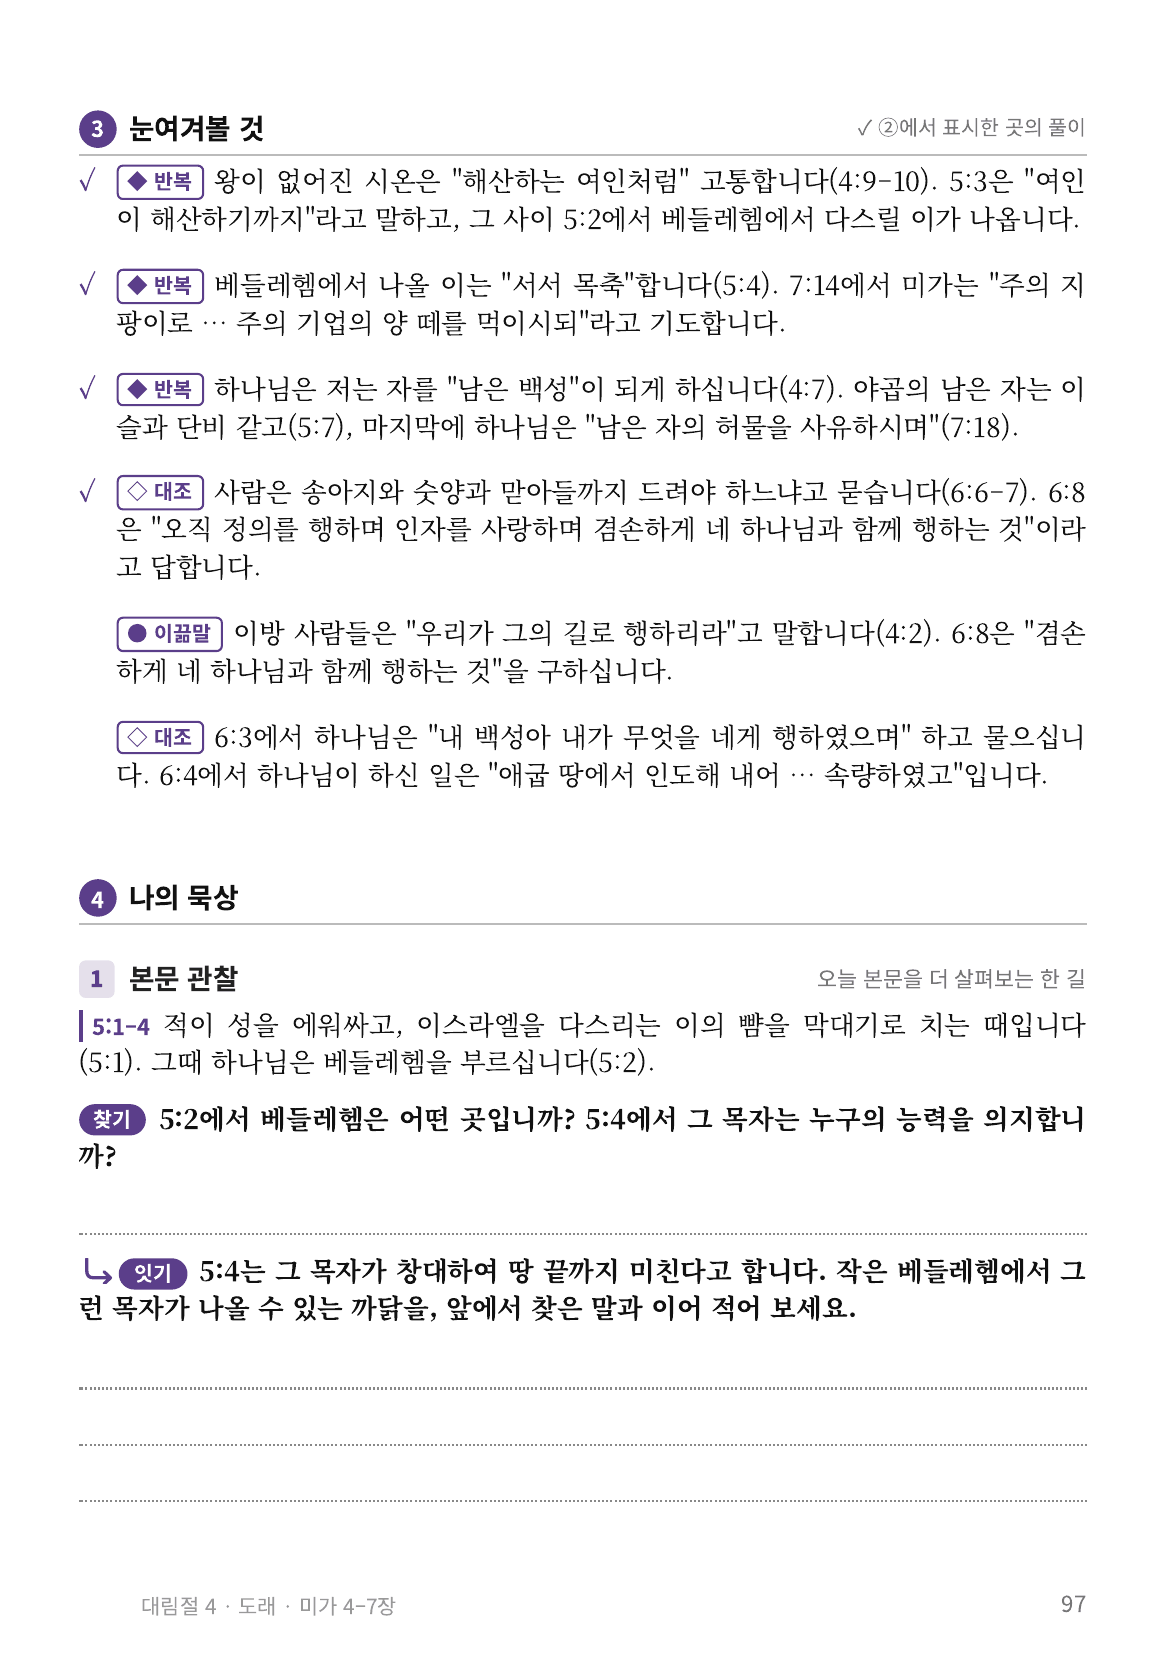 3 눈여겨볼 것
✓ ②에서 표시한 곳의 풀이
✓ ◆ 반복 왕이 없어진 시온은 "해산하는 여인처럼" 고통합니다(4:9–10). 5:3은 "여인
이 해산하기까지"라고 말하고, 그 사이 5:2에서 베들레헴에서 다스릴 이가 나옵니다.
✓ ◆ 반복 베들레헴에서 나올 이는 "서서 목축"합니다(5:4). 7:14에서 미가는 "주의 지
팡이로 … 주의 기업의 양 떼를 먹이시되"라고 기도합니다.
✓ ◆ 반복 하나님은 저는 자를 "남은 백성"이 되게 하십니다(4:7). 야곱의 남은 자는 이
슬과 단비 같고(5:7), 마지막에 하나님은 "남은 자의 허물을 사유하시며"(7:18).
✓ ◇ 대조 사람은 송아지와 숫양과 맏아들까지 드려야 하느냐고 묻습니다(6:6–7). 6:8
은 "오직 정의를 행하며 인자를 사랑하며 겸손하게 네 하나님과 함께 행하는 것"이라
고 답합니다.
● 이끎말 이방 사람들은 "우리가 그의 길로 행하리라"고 말합니다(4:2). 6:8은 "겸손
하게 네 하나님과 함께 행하는 것"을 구하십니다.
◇ 대조 6:3에서 하나님은 "내 백성아 내가 무엇을 네게 행하였으며" 하고 물으십니
다. 6:4에서 하나님이 하신 일은 "애굽 땅에서 인도해 내어 … 속량하였고"입니다.
4 나의 묵상
1 본문 관찰
오늘 본문을 더 살펴보는 한 길
5:1–4 적이 성을 에워싸고, 이스라엘을 다스리는 이의 뺨을 막대기로 치는 때입니다
(5:1). 그때 하나님은 베들레헴을 부르십니다(5:2).
찾기 5:2에서 베들레헴은 어떤 곳입니까? 5:4에서 그 목자는 누구의 능력을 의지합니
까?
잇기 5:4는 그 목자가 창대하여 땅 끝까지 미친다고 합니다. 작은 베들레헴에서 그
런 목자가 나올 수 있는 까닭을, 앞에서 찾은 말과 이어 적어 보세요.
대림절 4 · 도래 · 미가 4–7장
97